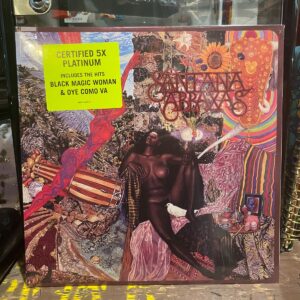 CERTIFIED 5X
PLATINUM
INCLUDES THE HITS
BLACK MAGIC WOMAN
& OYE COMO VA
SANTANA
ABRAXAS